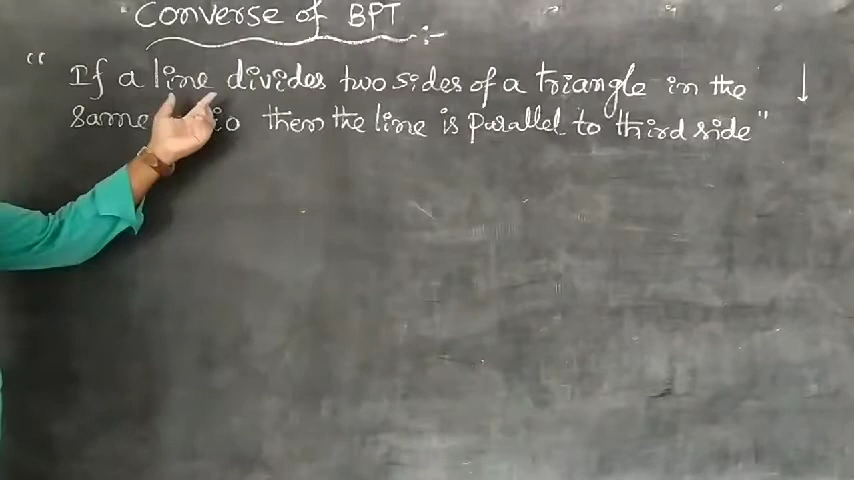 Converse of BPT :-
" If a line divides two sides of a triangle in the
same io then the line is parallel to third side"